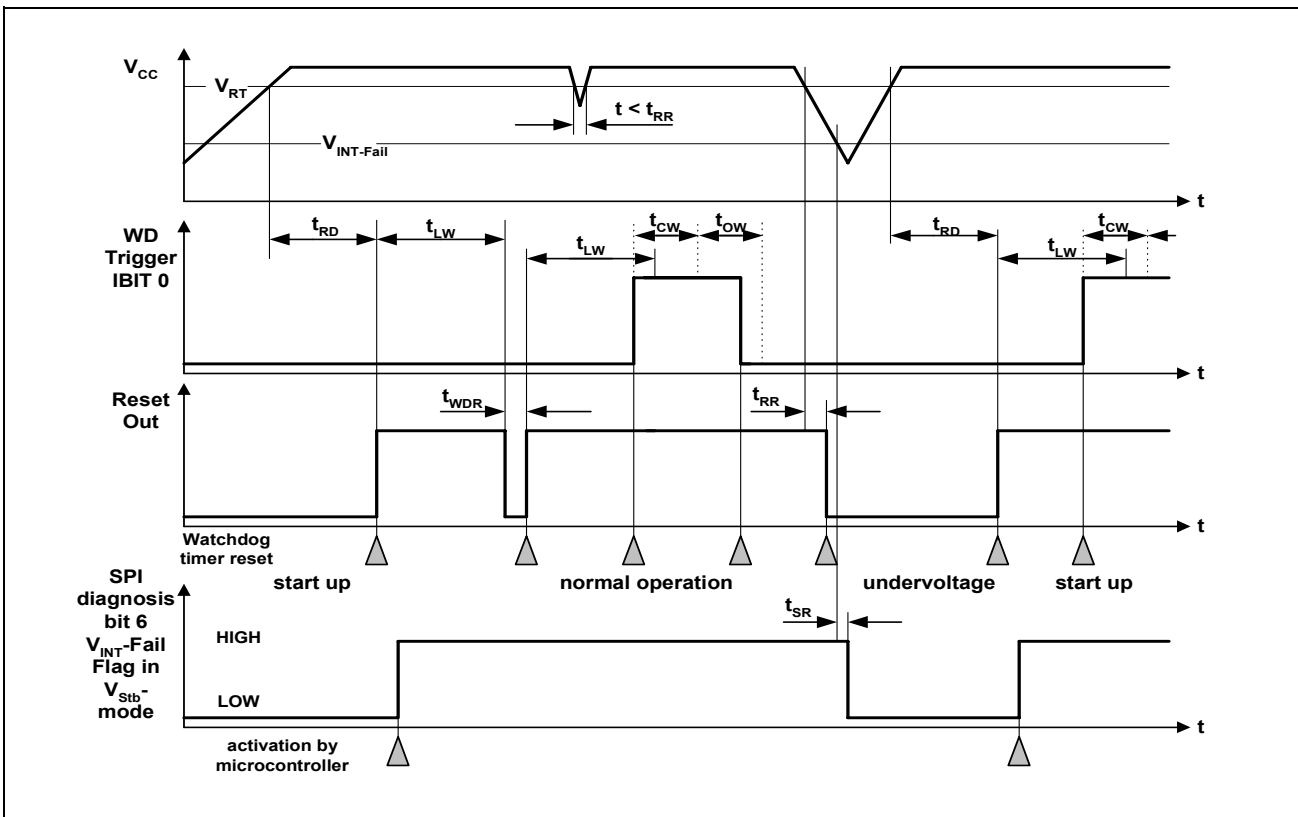 VCC
VRT
t < tRR
VINT-Fail
t
WD
Trigger
IBIT 0
tRD
tLW
tLW
tCW
tOW
tRD
tLW
tCW
t
Reset
Out
tWDR
tRR
t
Watchdog
timer reset
start up
normal operation
undervoltage
start up
SPI
diagnosis
bit 6
VINT-Fail
Flag in
VStb-
mode
HIGH
LOW
tSR
t
activation by
microcontroller